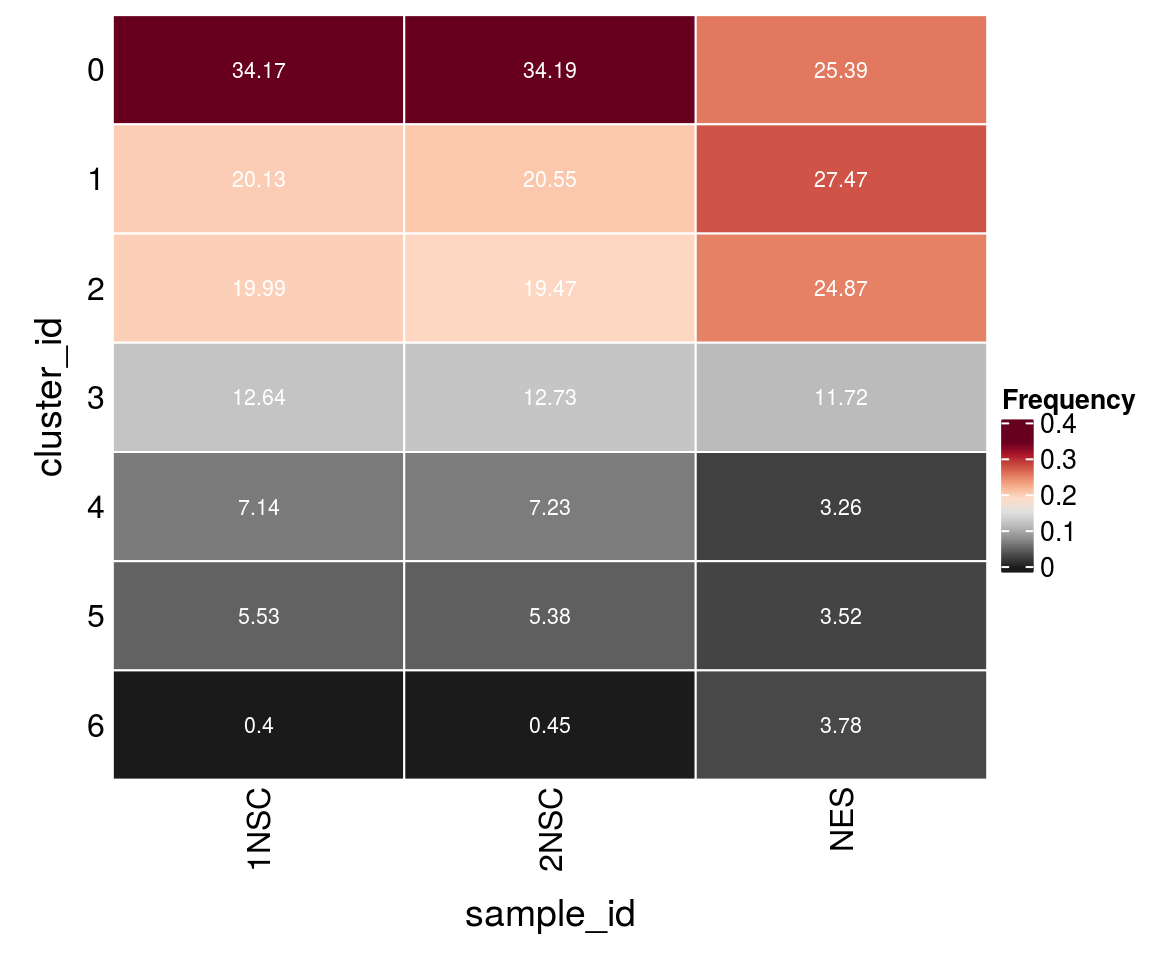 0 34.17 34.19 25.39
1 20.13 20.55 27.47
2 19.99 19.47 24.87
3 12.64 12.73 11.72
4 7.14 7.23 3.26
5 5.53 5.38 3.52
6 0.4 0.45 3.78
cluster_id
1NSC 2NSC NES
sample_id
Frequency
0.4
0.3
0.2
0.1
0